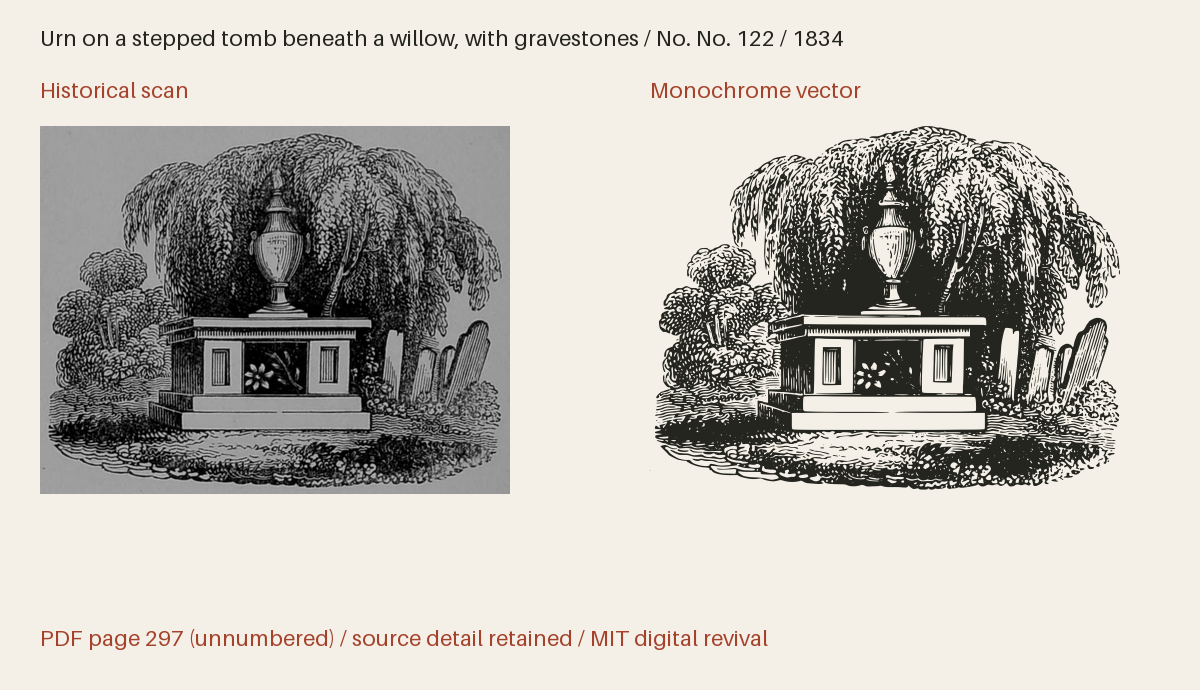 Urn on a stepped tomb beneath a willow, with gravestones / No. No. 122 / 1834
Historical scan
Monochrome vector
PDF page 297 (unnumbered) / source detail retained / MIT digital revival